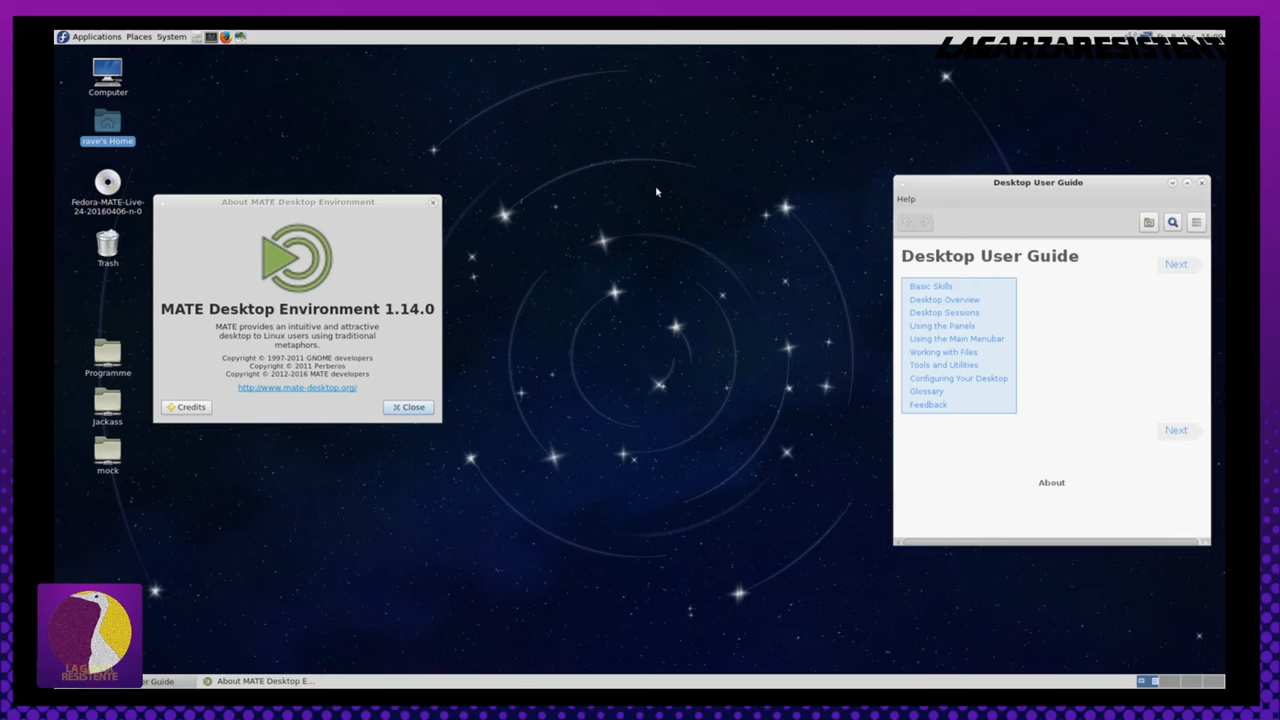 Applications Places System
LAGARZARESISTENT
Computer
rave's Home
Fedora-MATE-Live-
24-20160406-n-0
Trash
Programme
Jackass
mock
About MATE Desktop Environment
MATE Desktop Environment 1.14.0
MATE provides an intuitive and attractive
desktop to Linux users using traditional
metaphors.
Copyright © 1997-2011 GNOME developers
Copyright © 2011 Perberos
Copyright © 2012-2016 MATE developers
http://www.mate-desktop.org/
Credits
Close
Desktop User Guide
Help
Desktop User Guide
Next
Basic Skills
Desktop Overview
Desktop Sessions
Using the Panels
Using the Main Menubar
Working with Files
Tools and Utilities
Configuring Your Desktop
Glossary
Feedback
Next
About
LA GARZA
RESISTENTE
er Guide
About MATE Desktop E...